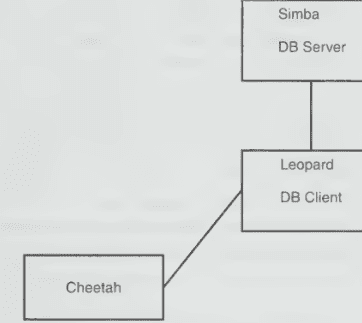 Simba
DB Server
Leopard
DB Client
Cheetah